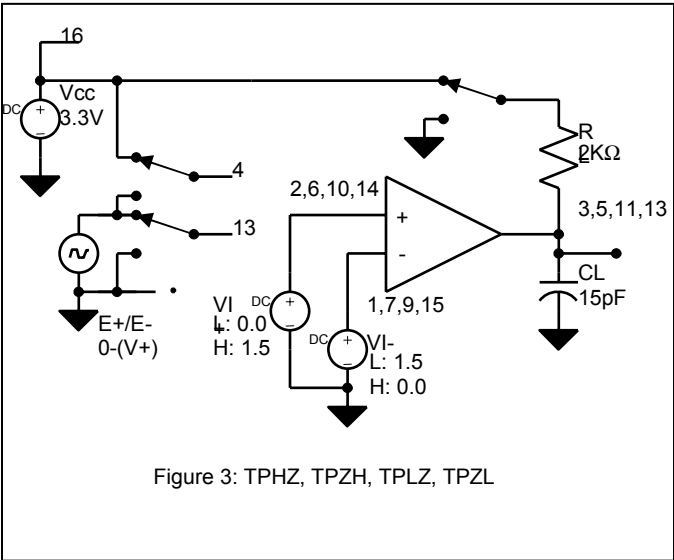 16
Vcc
DC
+
3.3V
−
4
13
R
2KΩ
2,6,10,14
3,5,11,13
+
-
CL
15pF
1,7,9,15
VI
DC
+
−
L: 0.0
H: 1.5
DC
+
−
VI-
L: 1.5
H: 0.0
E+/E-
0-(V+)
Figure 3: TPHZ, TPZH, TPLZ, TPZL